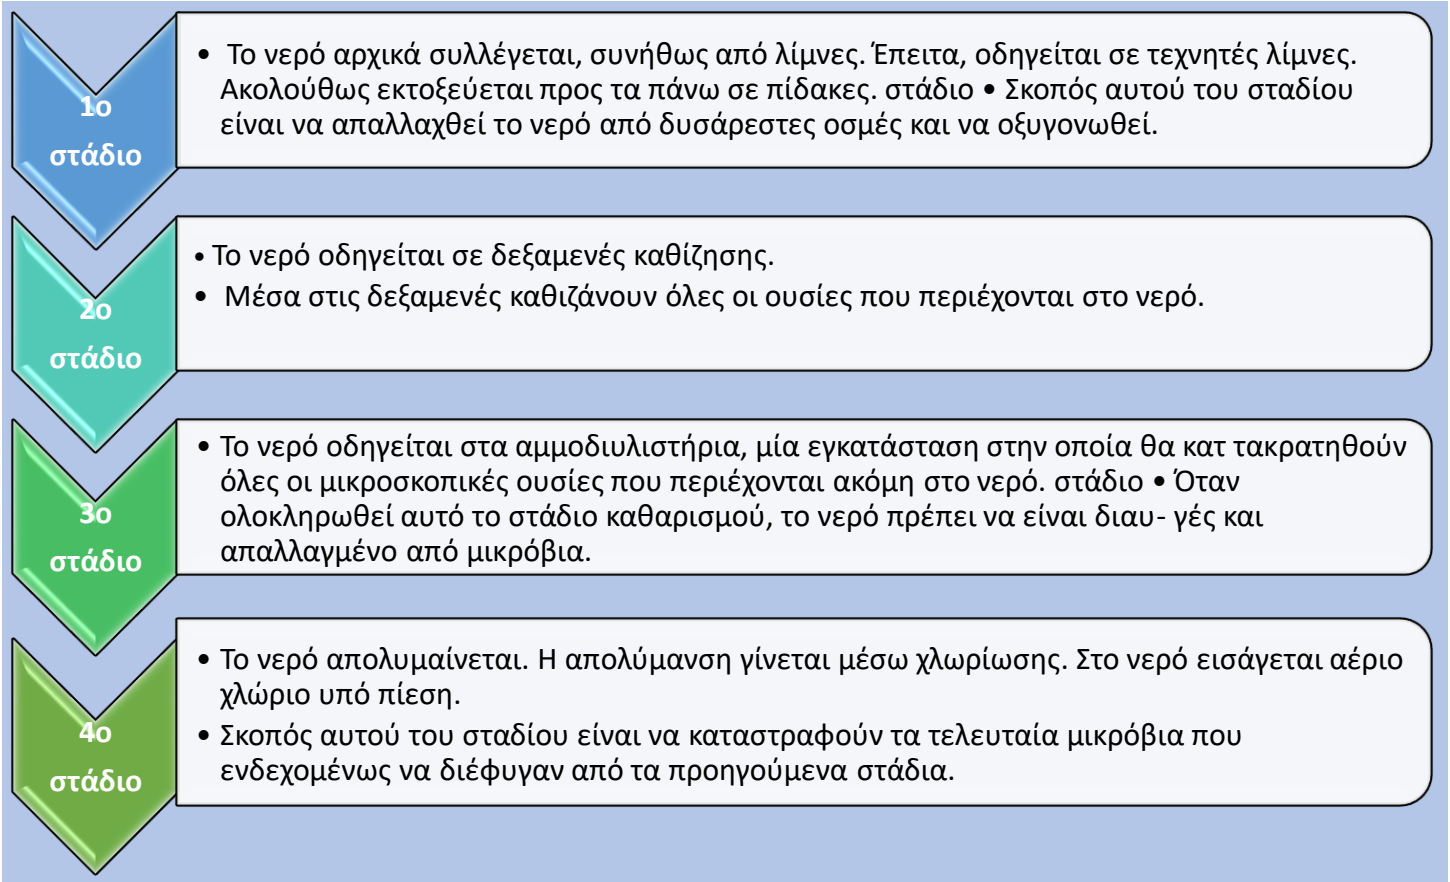 1ο
στάδιο
• Το νερό αρχικά συλλέγεται, συνήθως από λίμνες. Έπειτα, οδηγείται σε τεχνητές λίμνες.
Ακολούθως εκτοξεύεται προς τα πάνω σε πίδακες. στάδιο • Σκοπός αυτού του σταδίου
είναι να απαλλαχθεί το νερό από δυσάρεστες οσμές και να οξυγονωθεί.
2ο
στάδιο
• Το νερό οδηγείται σε δεξαμενές καθίζησης.
• Μέσα στις δεξαμενές καθιζάνουν όλες οι ουσίες που περιέχονται στο νερό.
3ο
στάδιο
• Το νερό οδηγείται στα αμμοδιυλιστήρια, μία εγκατάσταση στην οποία θα κατ τακρατηθούν
όλες οι μικροσκοπικές ουσίες που περιέχονται ακόμη στο νερό. στάδιο • Όταν
ολοκληρωθεί αυτό το στάδιο καθαρισμού, το νερό πρέπει να είναι διαυ- γές και
απαλλαγμένο από μικρόβια.
4ο
στάδιο
• Το νερό απολυμαίνεται. Η απολύμανση γίνεται μέσω χλωρίωσης. Στο νερό εισάγεται αέριο
χλώριο υπό πίεση.
• Σκοπός αυτού του σταδίου είναι να καταστραφούν τα τελευταία μικρόβια που
ενδεχομένως να διέφυγαν από τα προηγούμενα στάδια.